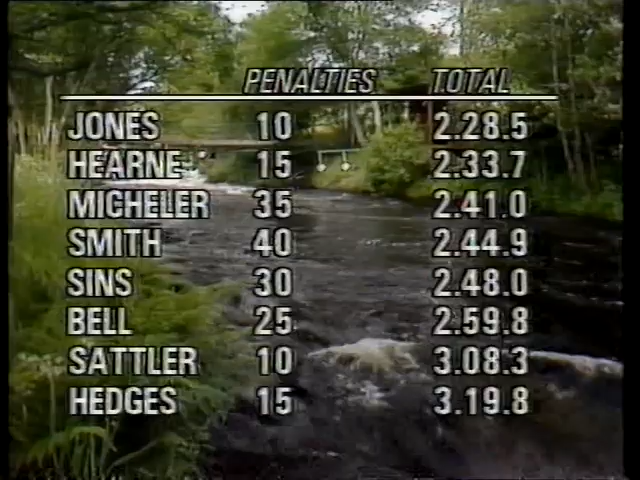 PENALTIES TOTAL
JONES 10 2.28.5
HEARNE 15 2.33.7
MICHELER 35 2.41.0
SMITH 40 2.44.9
SINS 30 2.48.0
BELL 25 2.59.8
SATTLER 10 3.08.3
HEDGES 15 3.19.8